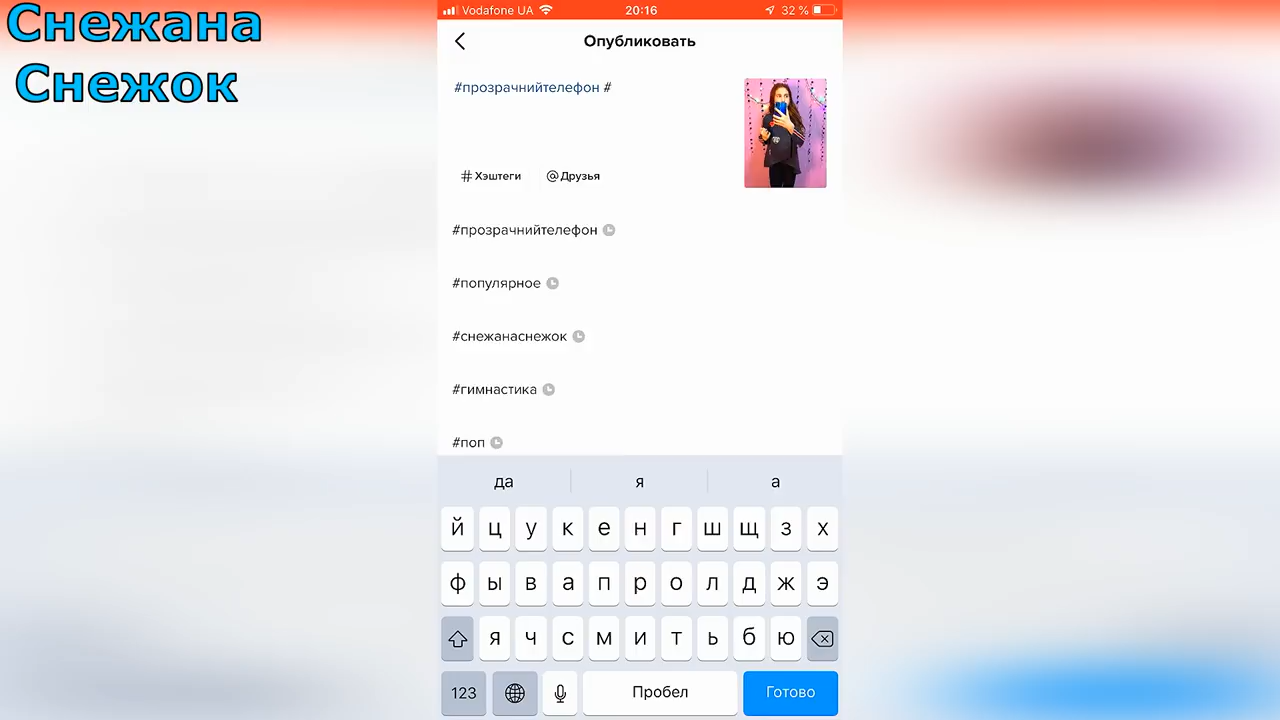 Снежана
Снежок
Vodafone UA 20:16 32 %
Опубликовать
#прозрачнийтелефон #
# Хэштеги @ Друзья
#прозрачнийтелефон
#популярное
#снежанаснежок
#гимнастика
#поп
да я а
й ц у к е н г ш щ з х
ф ы в а п р о л д ж э
я ч с м и т ь б ю
123 Пробел Готово